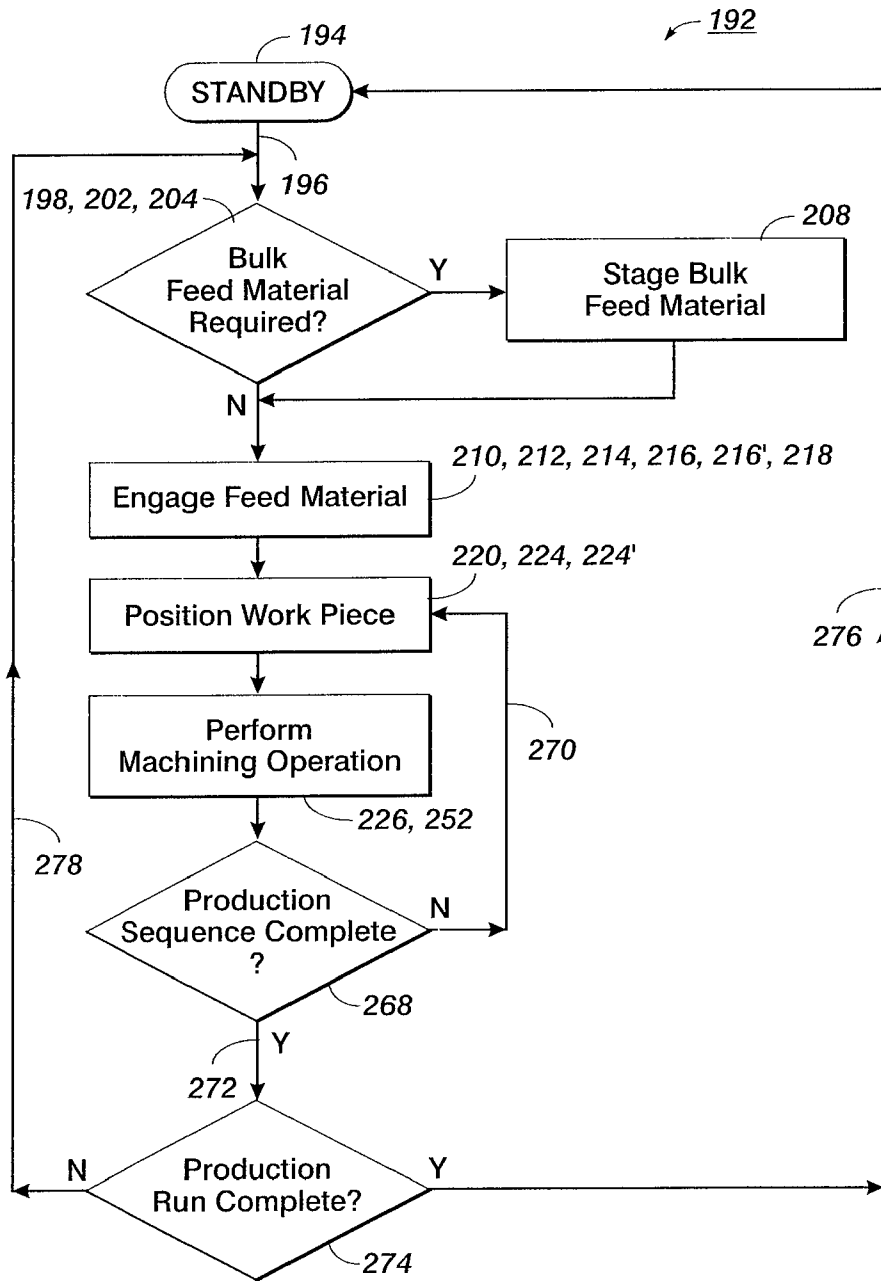 192
194
STANDBY
196
198, 202, 204
208
Bulk
Feed Material
Required?
Y
Stage Bulk
Feed Material
N
210, 212, 214, 216, 216', 218
Engage Feed Material
220, 224, 224'
Position Work Piece
276
Perform
Machining Operation
270
226, 252
278
Production
Sequence Complete
?
N
268
Y
272
N
Production
Run Complete?
Y
274